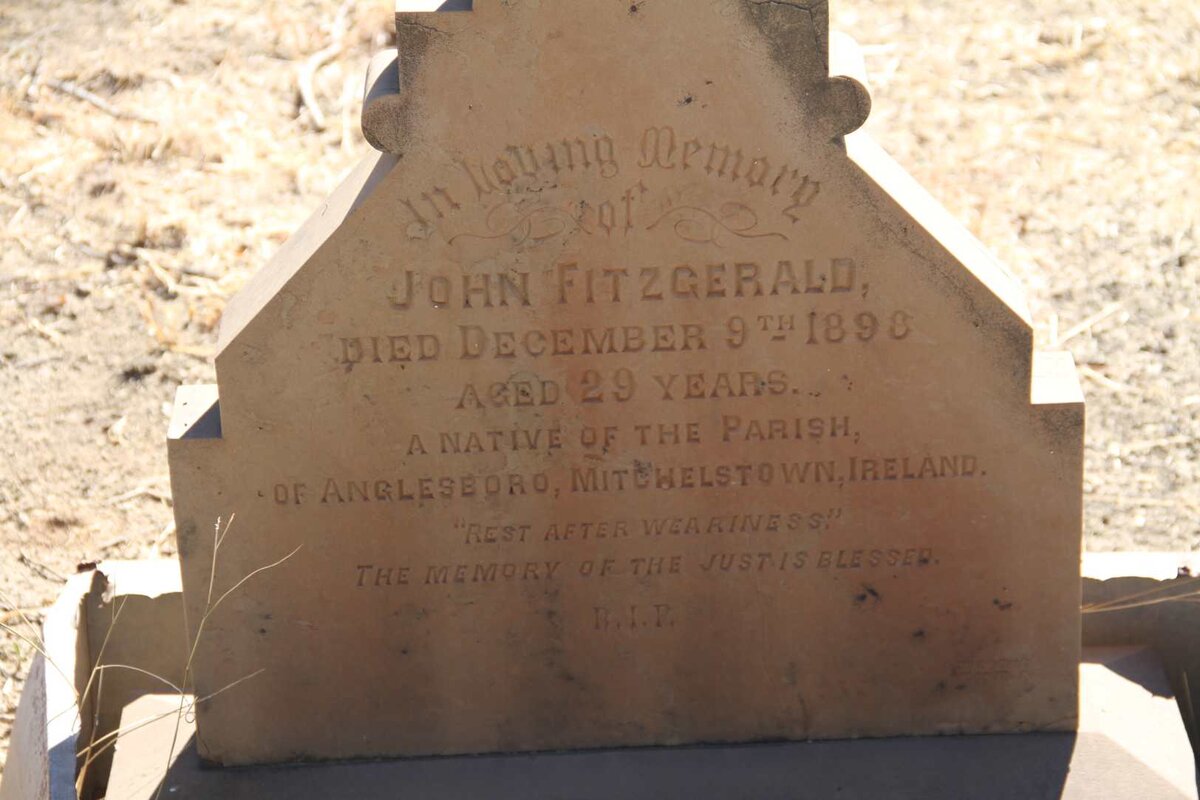 In Loving Memory
of
JOHN FITZGERALD,
DIED DECEMBER 9TH 1898
AGED 29 YEARS.
A NATIVE OF THE PARISH,
OF ANGLESBORO, MITCHELSTOWN, IRELAND.
"REST AFTER WEARINESS."
THE MEMORY OF THE JUST IS BLESSED.
R.I.P.